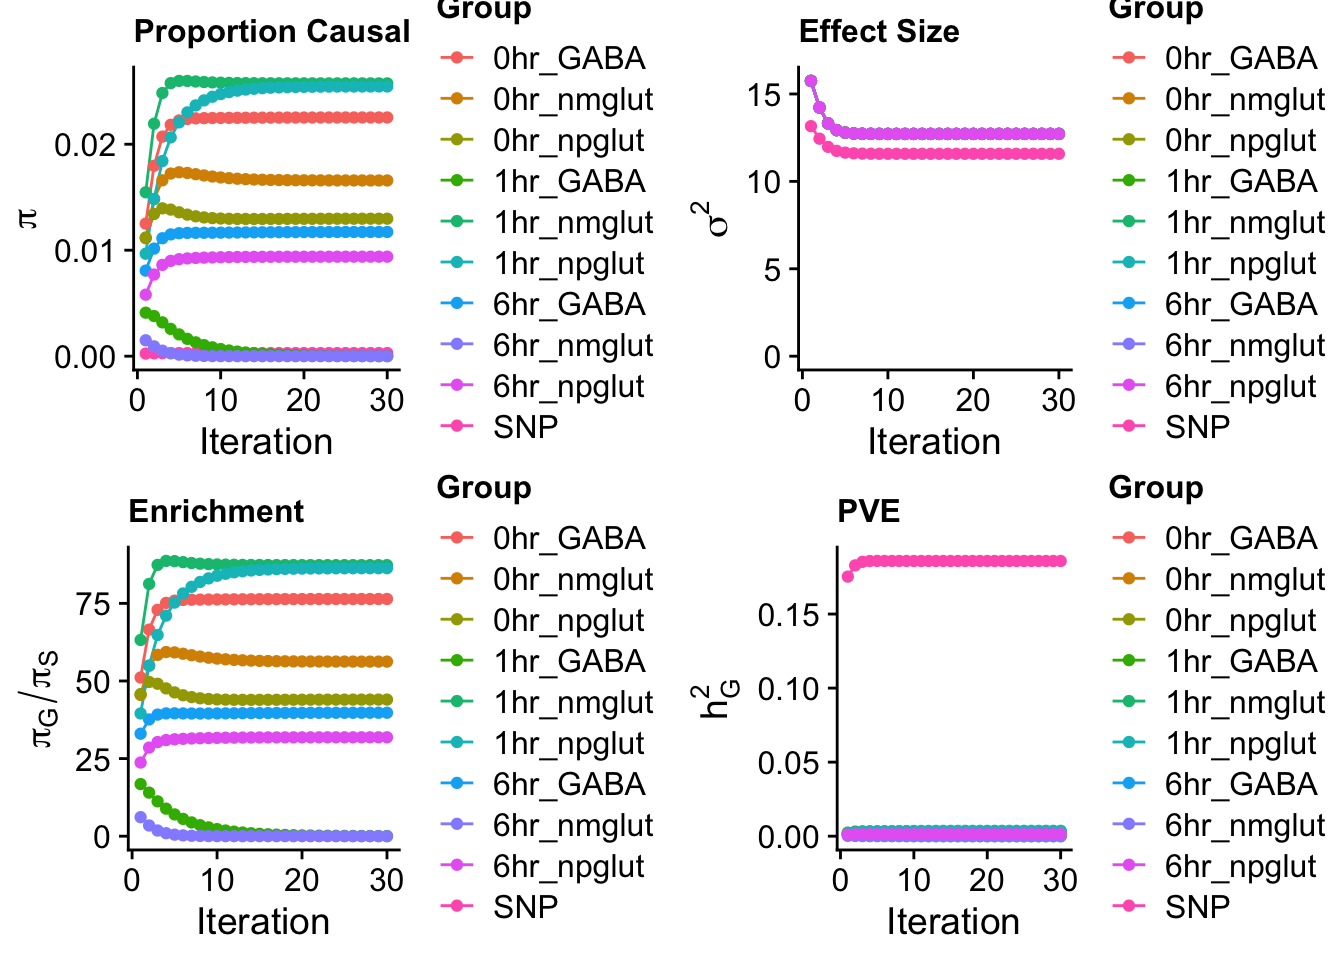 Proportion Causal
π
0.02
0.01
0.00
0 10 20 30
Iteration
Group
0hr_GABA
0hr_nmglut
0hr_npglut
1hr_GABA
1hr_nmglut
1hr_npglut
6hr_GABA
6hr_nmglut
6hr_npglut
SNP
Effect Size
σ²
15
10
5
0
0 10 20 30
Iteration
Group
0hr_GABA
0hr_nmglut
0hr_npglut
1hr_GABA
1hr_nmglut
1hr_npglut
6hr_GABA
6hr_nmglut
6hr_npglut
SNP
Enrichment
π_G/π_S
75
50
25
0
0 10 20 30
Iteration
Group
0hr_GABA
0hr_nmglut
0hr_npglut
1hr_GABA
1hr_nmglut
1hr_npglut
6hr_GABA
6hr_nmglut
6hr_npglut
SNP
PVE
h²_G
0.15
0.10
0.05
0.00
0 10 20 30
Iteration
Group
0hr_GABA
0hr_nmglut
0hr_npglut
1hr_GABA
1hr_nmglut
1hr_npglut
6hr_GABA
6hr_nmglut
6hr_npglut
SNP